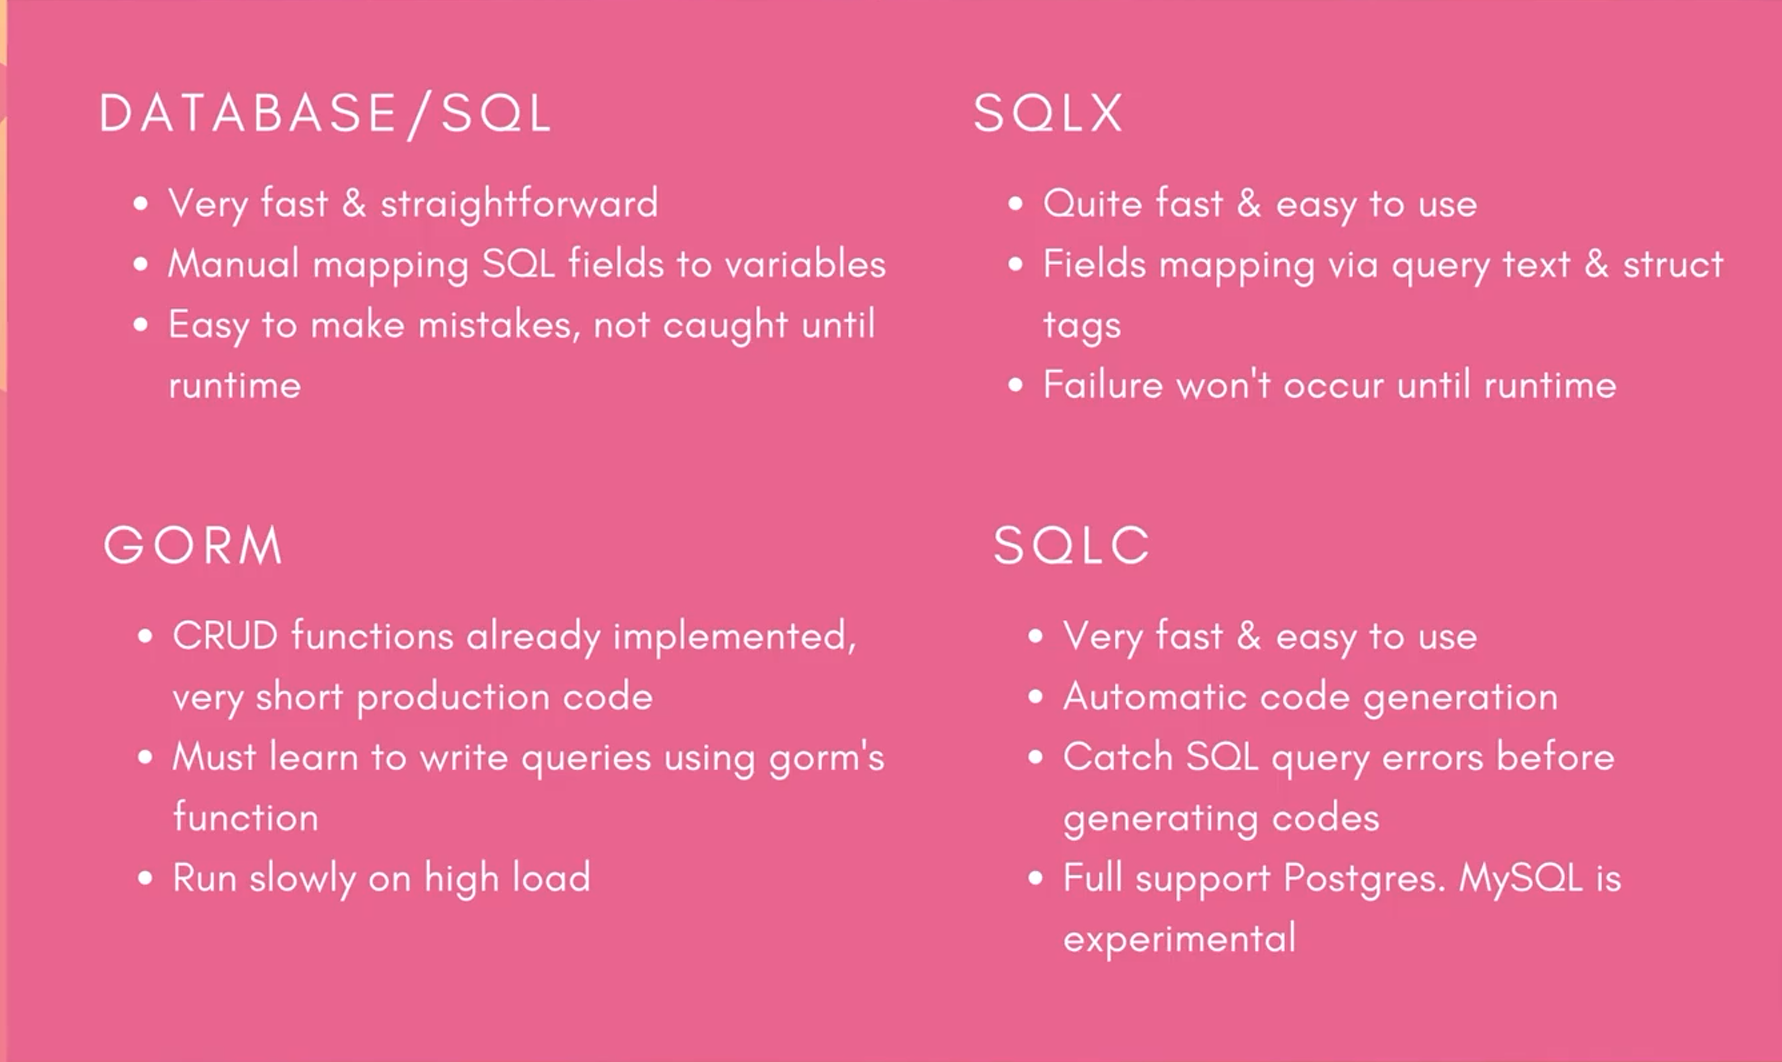 DATABASE/SQL
• Very fast & straightforward
• Manual mapping SQL fields to variables
• Easy to make mistakes, not caught until
runtime
SQLX
• Quite fast & easy to use
• Fields mapping via query text & struct
tags
• Failure won't occur until runtime
GORM
• CRUD functions already implemented,
very short production code
• Must learn to write queries using gorm's
function
• Run slowly on high load
SQLC
• Very fast & easy to use
• Automatic code generation
• Catch SQL query errors before
generating codes
• Full support Postgres. MySQL is
experimental